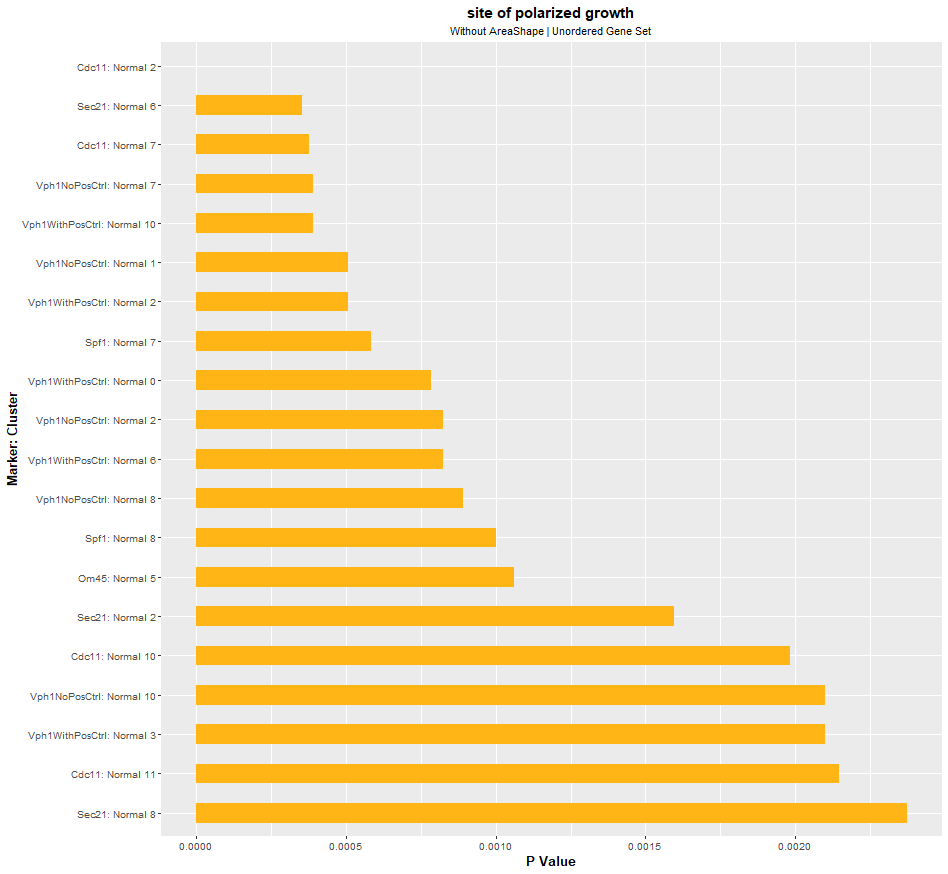 site of polarized growth
Without AreaShape | Unordered Gene Set
Marker: Cluster
Cdc11: Normal 2
Sec21: Normal 6
Cdc11: Normal 7
Vph1NoPosCtrl: Normal 7
Vph1WithPosCtrl: Normal 10
Vph1NoPosCtrl: Normal 1
Vph1WithPosCtrl: Normal 2
Spf1: Normal 7
Vph1WithPosCtrl: Normal 0
Vph1NoPosCtrl: Normal 2
Vph1WithPosCtrl: Normal 6
Vph1NoPosCtrl: Normal 8
Spf1: Normal 8
Om45: Normal 5
Sec21: Normal 2
Cdc11: Normal 10
Vph1NoPosCtrl: Normal 10
Vph1WithPosCtrl: Normal 3
Cdc11: Normal 11
Sec21: Normal 8
0.0000 0.0005 0.0010 0.0015 0.0020
P Value